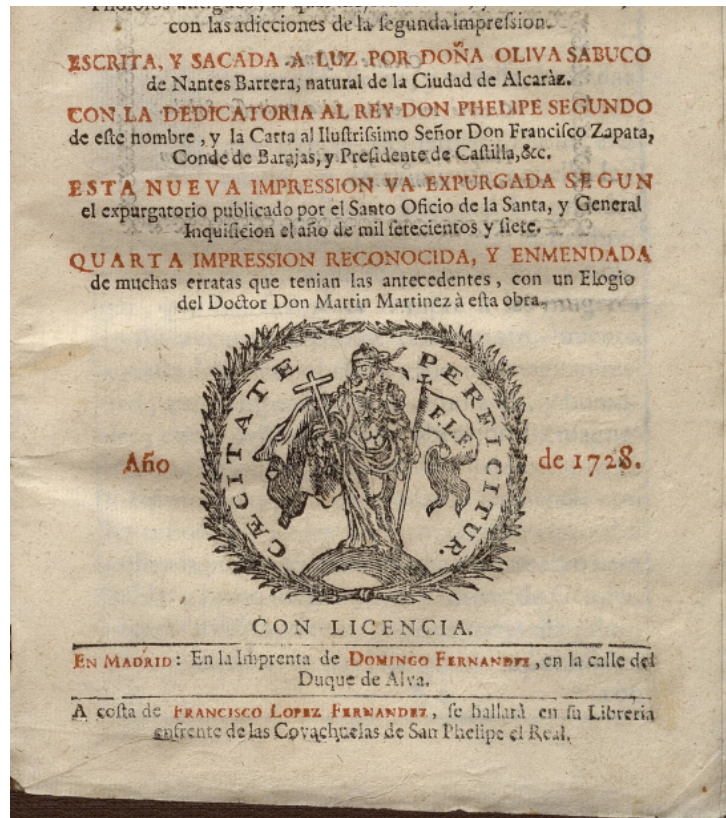 con las adicciones de la segunda impression.
ESCRITA, Y SACADA A LUZ POR DOÑA OLIVA SABUCO
de Nantes Barrera, natural de la Ciudad de Alcaràz.
CON LA DEDICATORIA AL REY DON PHELIPE SEGUNDO
de este nombre, y la Carta al Ilustrissimo Señor Don Francisco Zapata,
Conde de Barajas, y Presidente de Castilla, &c.
ESTA NUEVA IMPRESSION VA EXPURGADA SEGUN
el expurgatorio publicado por el Santo Oficio de la Santa, y General
Inquisicion el año de mil setecientos y siete.
QUARTA IMPRESSION RECONOCIDA, Y ENMENDADA
de muchas erratas que tenian las antecedentes, con un Elogio
del Doctor Don Martin Martinez à esta obra.
CÆCITATE PERFICITUR.
F.L.F
Año de 1728.
CON LICENCIA.
EN MADRID: En la Imprenta de DOMINGO FERNANDEZ, en la calle del
Duque de Alva.
A costa de FRANCISCO LOPEZ FERNANDEZ, se hallarà en su Libreria
enfrente de las Covachuelas de San Phelipe el Real.